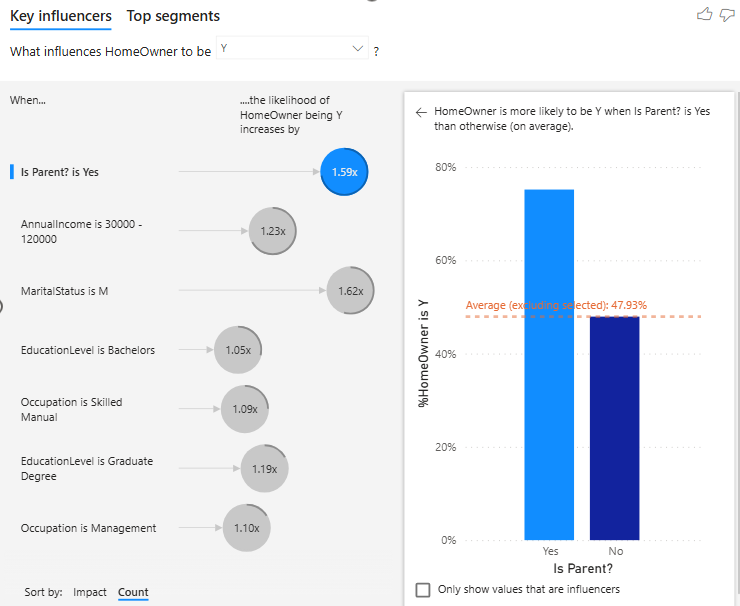 Key influencers Top segments
What influences HomeOwner to be Y ?
When...
....the likelihood of
HomeOwner being Y
increases by
Is Parent? is Yes
1.59x
AnnualIncome is 30000 -
120000
1.23x
MaritalStatus is M
1.62x
EducationLevel is Bachelors
1.05x
Occupation is Skilled
Manual
1.09x
EducationLevel is Graduate
Degree
1.19x
Occupation is Management
1.10x
Sort by: Impact Count
HomeOwner is more likely to be Y when Is Parent? is Yes
than otherwise (on average).
80%
60%
40%
20%
0%
%HomeOwner is Y
Average (excluding selected): 47.93%
Yes No
Is Parent?
Only show values that are influencers